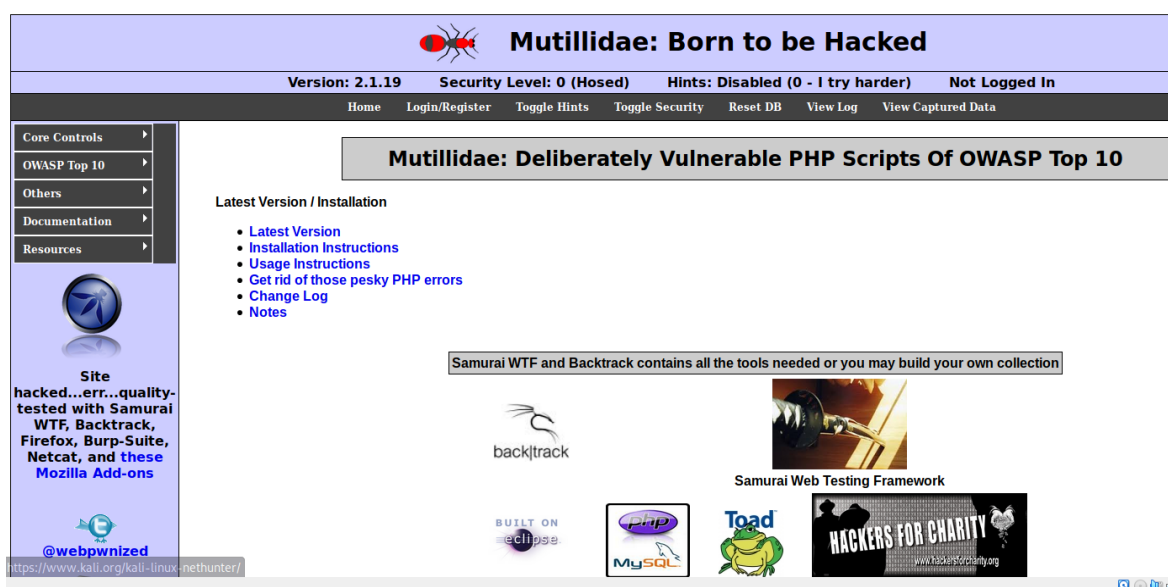 Mutillidae: Born to be Hacked
Version: 2.1.19 Security Level: 0 (Hosed) Hints: Disabled (0 - I try harder) Not Logged In
Home Login/Register Toggle Hints Toggle Security Reset DB View Log View Captured Data
Core Controls
OWASP Top 10
Others
Documentation
Resources
Site
hacked...err...quality-
tested with Samurai
WTF, Backtrack,
Firefox, Burp-Suite,
Netcat, and these
Mozilla Add-ons
@webpwnized
https://www.kali.org/kali-linux-nethunter/
Mutillidae: Deliberately Vulnerable PHP Scripts Of OWASP Top 10
Latest Version / Installation
Latest Version
Installation Instructions
Usage Instructions
Get rid of those pesky PHP errors
Change Log
Notes
Samurai WTF and Backtrack contains all the tools needed or you may build your own collection
back|track
Samurai Web Testing Framework
BUILT ON
eclipse
php
MySQL
Toad
HACKERS FOR CHARITY
www.hackersforcharity.org